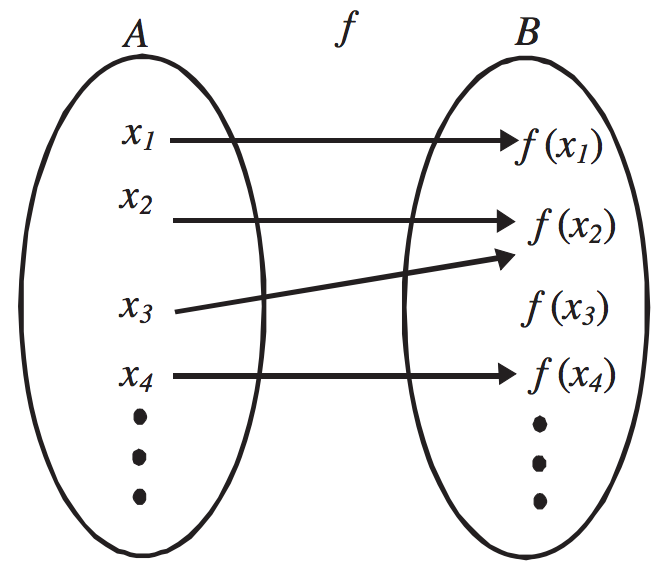 A f B
x₁ f(x₁)
x₂ f(x₂)
x₃ f(x₃)
x₄ f(x₄)